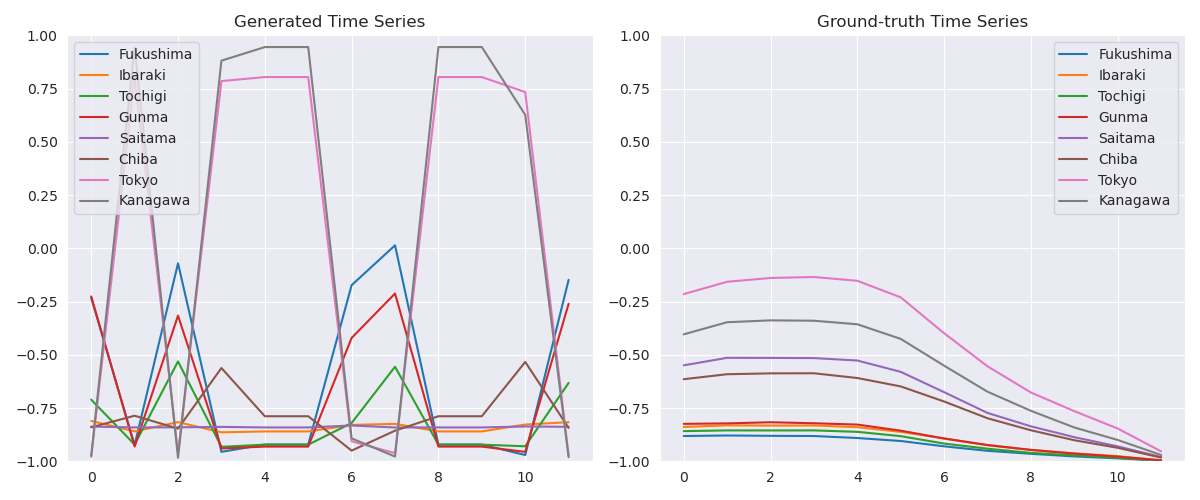 Generated Time Series
1.00
0.75
0.50
0.25
0.00
−0.25
−0.50
−0.75
−1.00
0
2
4
6
8
10
Fukushima
Ibaraki
Tochigi
Gunma
Saitama
Chiba
Tokyo
Kanagawa
Ground-truth Time Series
1.00
0.75
0.50
0.25
0.00
−0.25
−0.50
−0.75
−1.00
0
2
4
6
8
10
Fukushima
Ibaraki
Tochigi
Gunma
Saitama
Chiba
Tokyo
Kanagawa